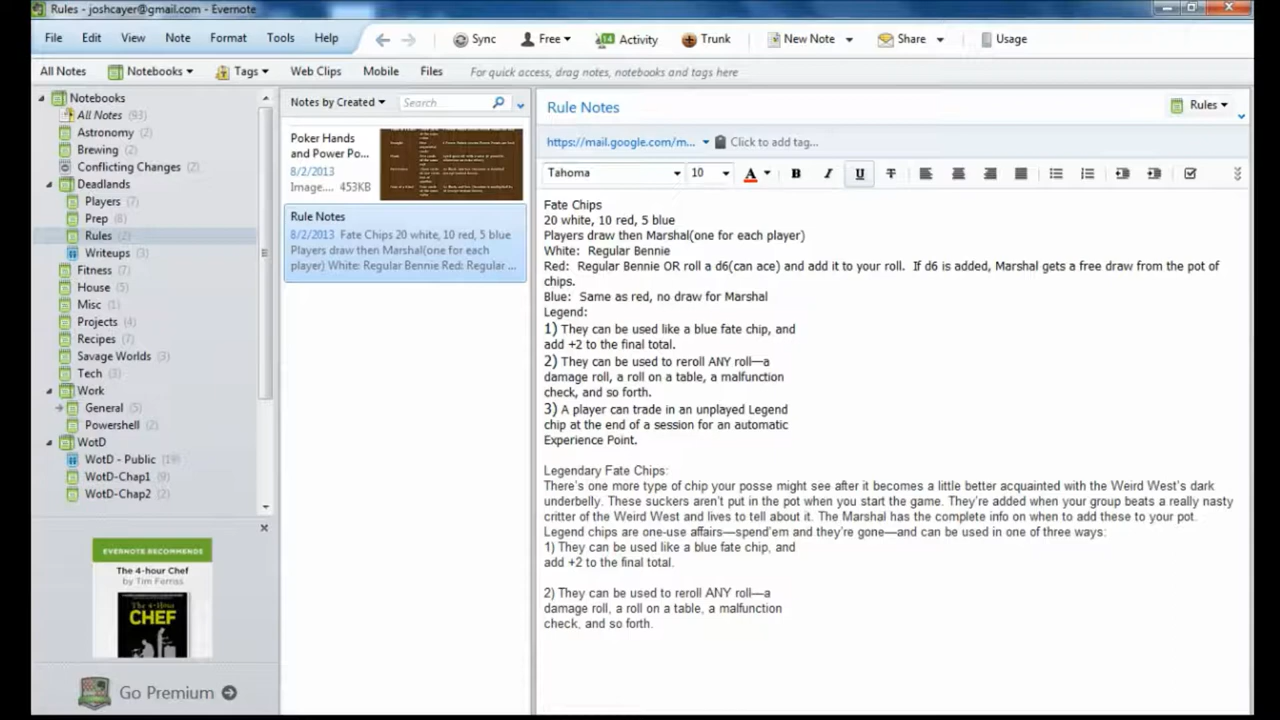 Rules - joshcayer@gmail.com - Evernote
File Edit View Note Format Tools Help
Sync Free 14 Activity Trunk New Note Share Usage
All Notes Notebooks Tags Web Clips Mobile Files For quick access, drag notes, notebooks and tags here
Notebooks
All Notes (93)
Astronomy (2)
Brewing (2)
Conflicting Changes (2)
Deadlands
Players (2)
Prep (2)
Rules (2)
Writeups (3)
Fitness (7)
House (5)
Misc (1)
Projects (4)
Recipes (7)
Savage Worlds (3)
Tech (3)
Work
General (5)
Powershell (2)
WotD
WotD - Public (19)
WotD-Chap1 (9)
WotD-Chap2 (2)
EVERNOTE RECOMMENDS
The 4-hour Chef
by Tim Ferriss
The 4-Hour
CHEF
Go Premium
Notes by Created Search
Poker Hands
and Power Po...
8/2/2013
Image... 453KB
Rule Notes
8/2/2013 Fate Chips 20 white, 10 red, 5 blue
Players draw then Marshal(one for each
player) White: Regular Bennie Red: Regular ...
Rule Notes Rules
https://mail.google.com/m... Click to add tag...
Tahoma 10 A B I U T
Fate Chips
20 white, 10 red, 5 blue
Players draw then Marshal(one for each player)
White: Regular Bennie
Red: Regular Bennie OR roll a d6(can ace) and add it to your roll. If d6 is added, Marshal gets a free draw from the pot of
chips.
Blue: Same as red, no draw for Marshal
Legend:
1) They can be used like a blue fate chip, and
add +2 to the final total.
2) They can be used to reroll ANY roll—a
damage roll, a roll on a table, a malfunction
check, and so forth.
3) A player can trade in an unplayed Legend
chip at the end of a session for an automatic
Experience Point.
Legendary Fate Chips:
There's one more type of chip your posse might see after it becomes a little better acquainted with the Weird West's dark
underbelly. These suckers aren't put in the pot when you start the game. They're added when your group beats a really nasty
critter of the Weird West and lives to tell about it. The Marshal has the complete info on when to add these to your pot.
Legend chips are one-use affairs—spend'em and they're gone—and can be used in one of three ways:
1) They can be used like a blue fate chip, and
add +2 to the final total.
2) They can be used to reroll ANY roll—a
damage roll, a roll on a table, a malfunction
check, and so forth.